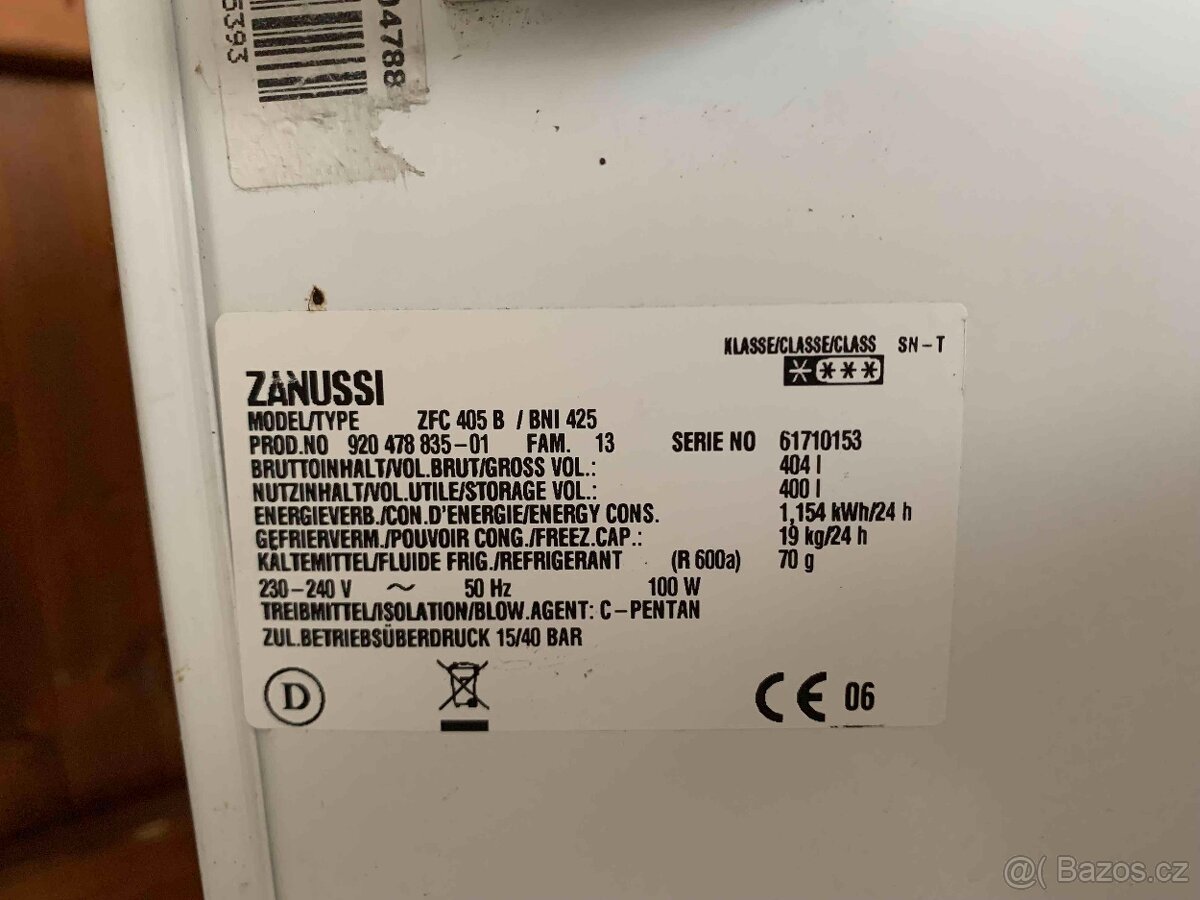 5393
04788
KLASSE/CLASSE/CLASS SN-T
ZANUSSI
MODEL/TYPE ZFC 405 B / BNI 425
PROD.NO 920 478 835-01 FAM. 13 SERIE NO 61710153
BRUTTOINHALT/VOL.BRUT/GROSS VOL.: 404 l
NUTZINHALT/VOL.UTILE/STORAGE VOL.: 400 l
ENERGIEVERB./CON.D'ENERGIE/ENERGY CONS. 1,154 kWh/24 h
GEFRIERVERM./POUVOIR CONG./FREEZ.CAP.: 19 kg/24 h
KÄLTEMITTEL/FLUIDE FRIG./REFRIGERANT (R 600a) 70 g
230-240 V ~ 50 Hz 100 W
TREIBMITTEL/ISOLATION/BLOW.AGENT: C-PENTAN
ZUL.BETRIEBSÜBERDRUCK 15/40 BAR
D
CE 06
@( Bazos.cz